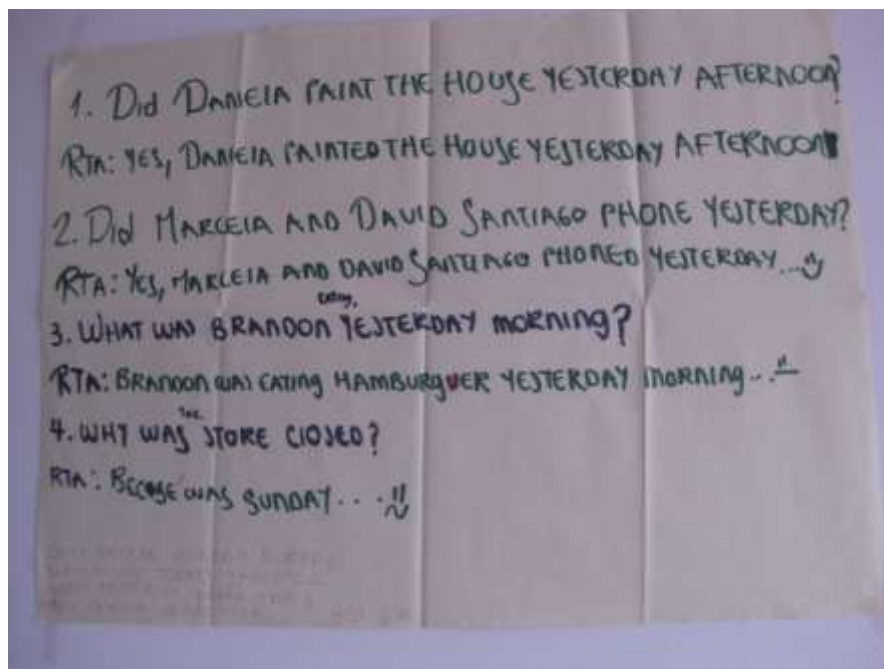 1. Did DANIELA PAINT THE HOUSE YESTERDAY AFTERNOON?
RTA: YES, DANIELA PAINTED THE HOUSE YESTERDAY AFTERNOON
2. Did MARCELA AND DAVID SANTIAGO PHONE YESTERDAY?
RTA: YES, MARCELA AND DAVID SANTIAGO PHONED YESTERDAY...
eating,
3. WHAT WAS BRANDON YESTERDAY morning?
RTA: BRANDON WAS EATING HAMBURGUER YESTERDAY morning...
THE
4. WHY WAS STORE CLOSED?
RTA: BECOSE WAS SUNDAY...